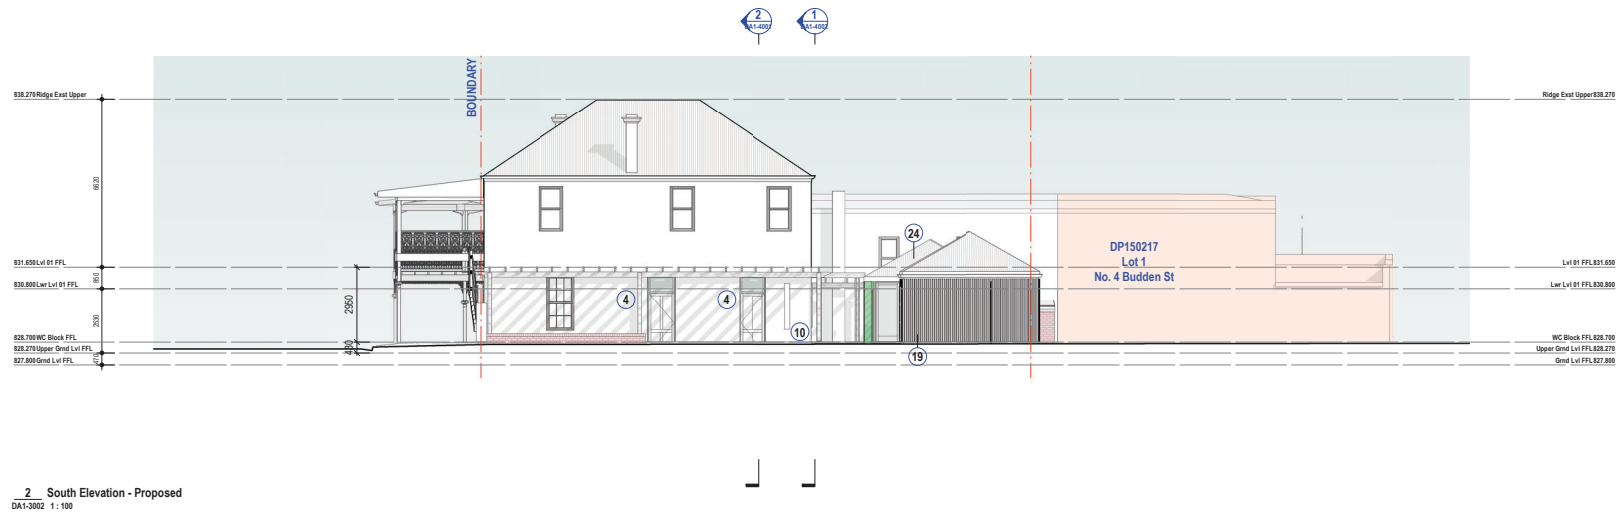 2
DA1-4001
1
DA1-4002
BOUNDARY
838.270 Ridge Exst Upper
Ridge Exst Upper 838.270
6620
24
DP150217
Lot 1
No. 4 Budden St
831.650 Lvl 01 FFL
Lvl 01 FFL 831.650
850
830.800 Lwr Lvl 01 FFL
Lwr Lvl 01 FFL 830.800
2950
4
4
2530
10
828.700 WC Block FFL
WC Block FFL 828.700
430
828.270 Upper Grnd Lvl FFL
Upper Grnd Lvl FFL 828.270
19
470
827.800 Grnd Lvl FFL
Grnd Lvl FFL 827.800
2 South Elevation - Proposed
DA1-3002 1 : 100